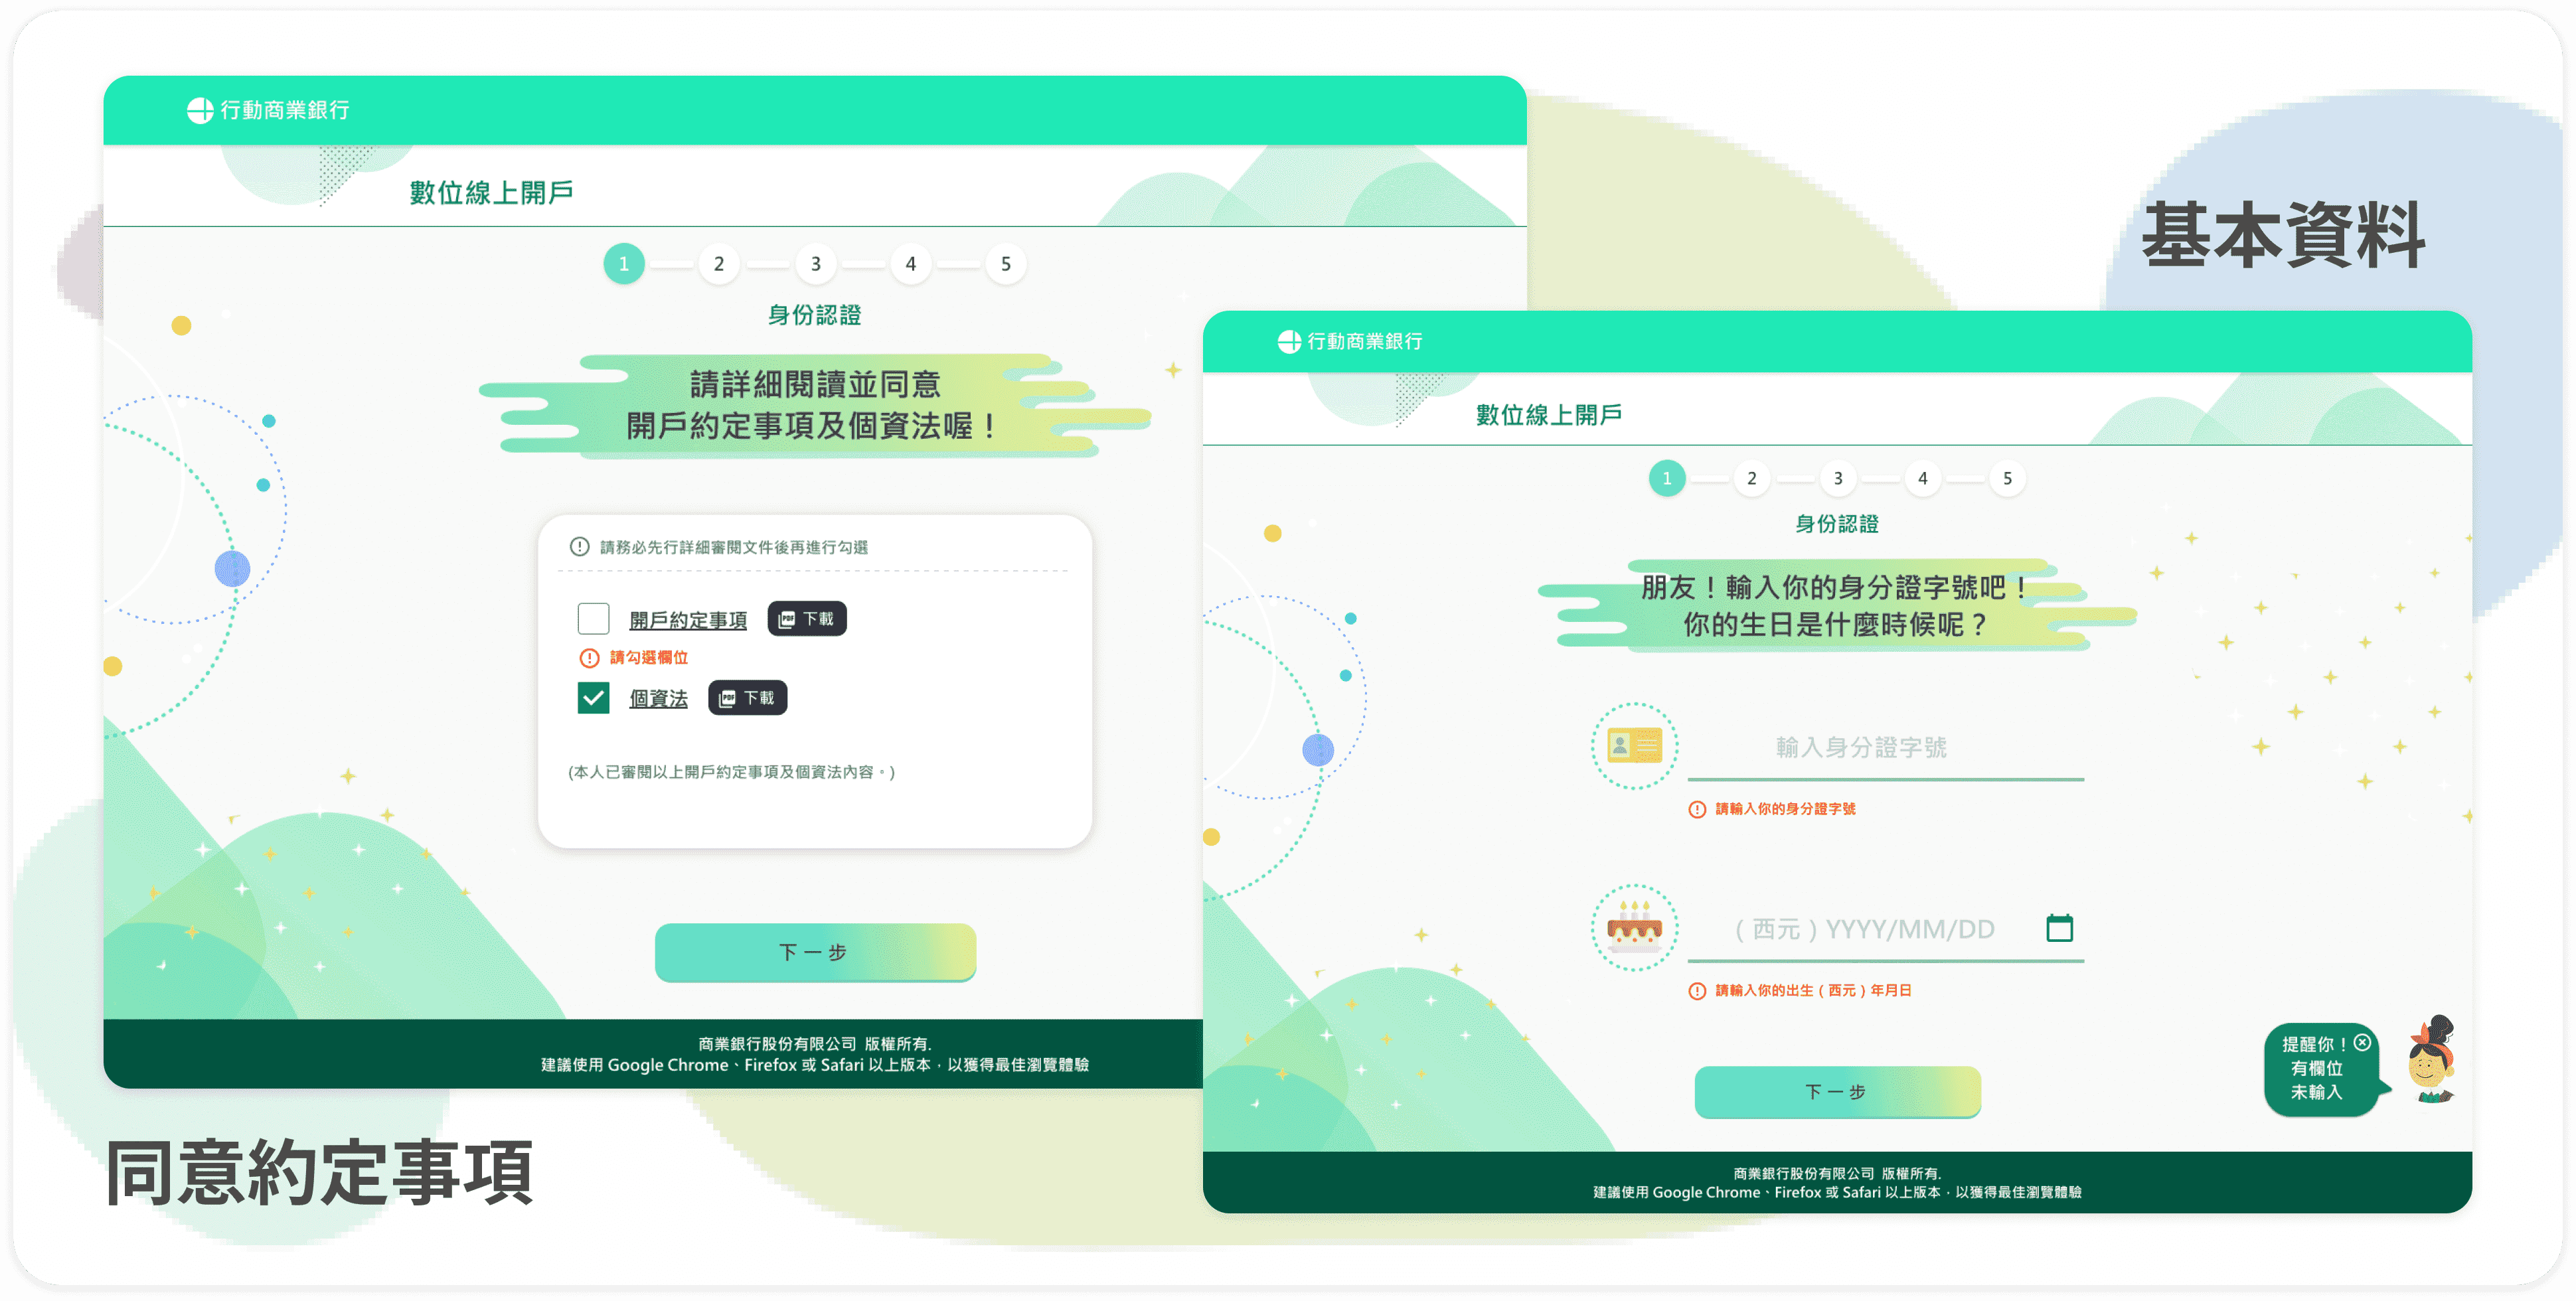 行動商業銀行
數位線上開戶
1 2 3 4 5
身份認證
請詳細閱讀並同意
開戶約定事項及個資法喔！
請務必先行詳細審閱文件後再進行勾選
開戶約定事項 PDF 下載
請勾選欄位
個資法 PDF 下載
(本人已審閱以上開戶約定事項及個資法內容。)
下一步
商業銀行股份有限公司 版權所有.
建議使用 Google Chrome、Firefox 或 Safari 以上版本，以獲得最佳瀏覽體驗
同意約定事項
基本資料
行動商業銀行
數位線上開戶
1 2 3 4 5
身份認證
朋友！輸入你的身分證字號吧！
你的生日是什麼時候呢？
輸入身分證字號
請輸入你的身分證字號
（西元）YYYY/MM/DD
請輸入你的出生（西元）年月日
提醒你！
有欄位
未輸入
下一步
商業銀行股份有限公司 版權所有.
建議使用 Google Chrome、Firefox 或 Safari 以上版本，以獲得最佳瀏覽體驗